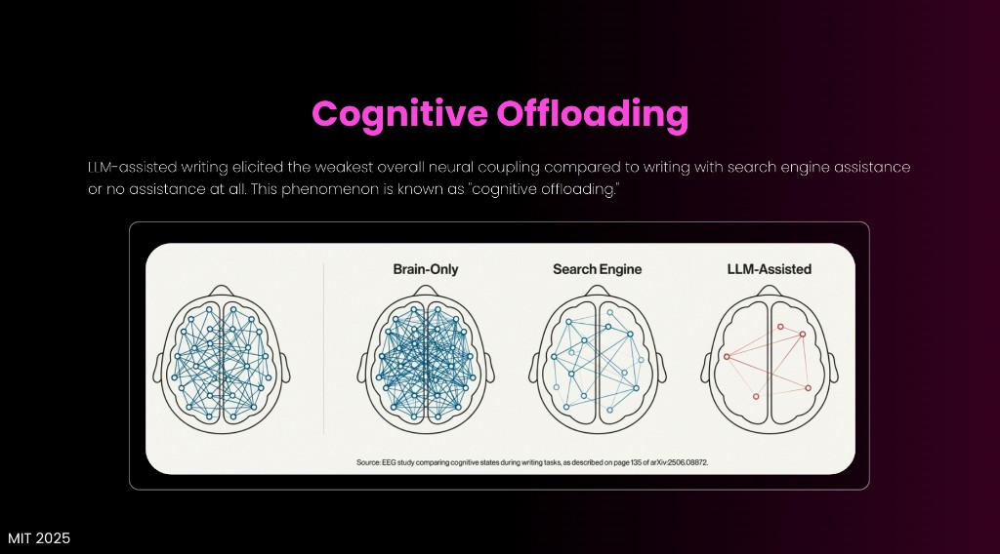 Cognitive Offloading
LLM-assisted writing elicited the weakest overall neural coupling compared to writing with search engine assistance
or no assistance at all. This phenomenon is known as "cognitive offloading."
Brain-Only
Search Engine
LLM-Assisted
Source: EEG study comparing cognitive states during writing tasks, as described on page 135 of arXiv:2506.08872.
MIT 2025